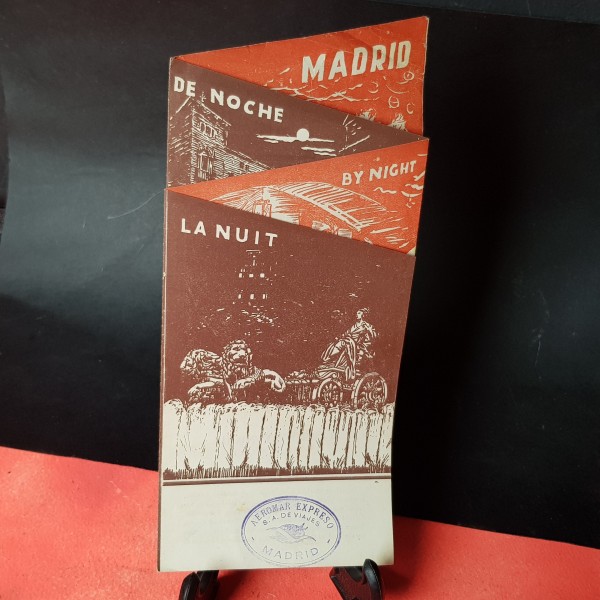 MADRID
DE NOCHE
BY NIGHT
LA NUIT
AEROMAR EXPRESO
S. A. DE VIAJES
MADRID